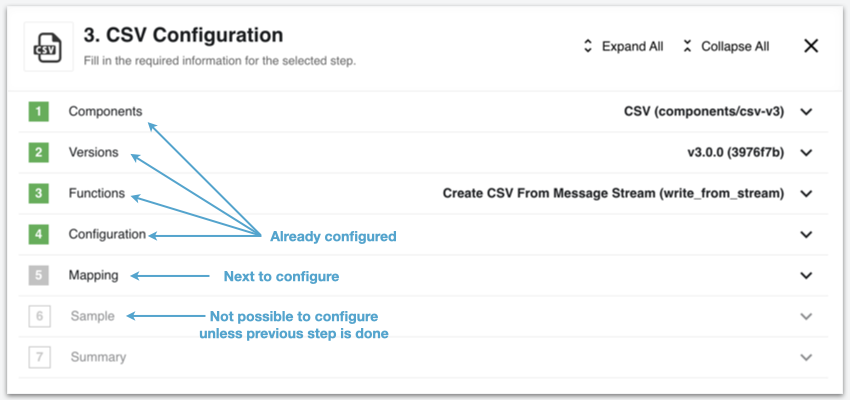 CSV
3. CSV Configuration
Fill in the required information for the selected step.
Expand All
Collapse All
1 Components CSV (components/csv-v3)
2 Versions v3.0.0 (3976f7b)
3 Functions Create CSV From Message Stream (write_from_stream)
4 Configuration
Already configured
5 Mapping
Next to configure
6 Sample
Not possible to configure
unless previous step is done
7 Summary